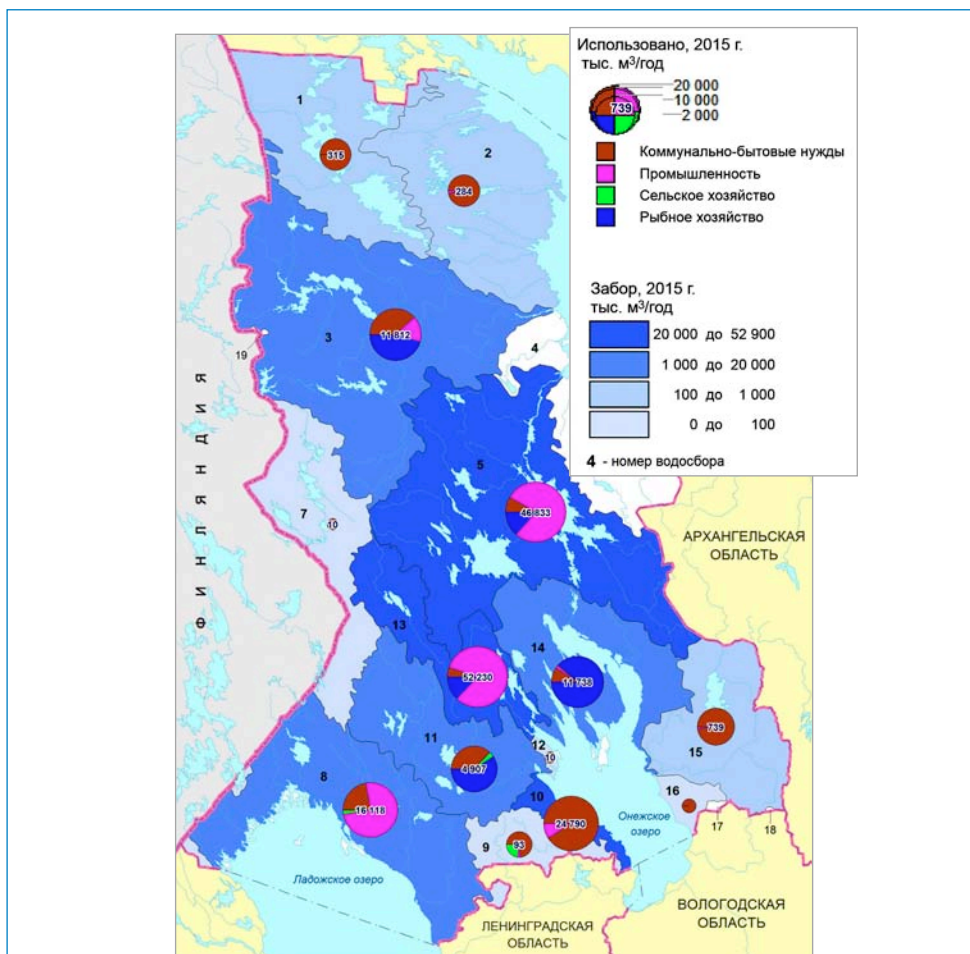 Использовано, 2015 г.
тыс. м³/год
20 000
10 000
2 000
739
Коммунально-бытовые нужды
Промышленность
Сельское хозяйство
Рыбное хозяйство
Забор, 2015 г.
тыс. м³/год
20 000 до 52 900
1 000 до 20 000
100 до 1 000
0 до 100
4 - номер водосбора
1
315
2
284
3
11 812
19
4
ФИНЛЯНДИЯ
5
46 833
7
10
АРХАНГЕЛЬСКАЯ
ОБЛАСТЬ
13
14
52 230
11 738
739
15
11
12
10
4 907
8
16 118
16
10
24 790
Онежское
озеро
17
18
9
93
Ладожское озеро
ЛЕНИНГРАДСКАЯ
ОБЛАСТЬ
ВОЛОГОДСКАЯ
ОБЛАСТЬ